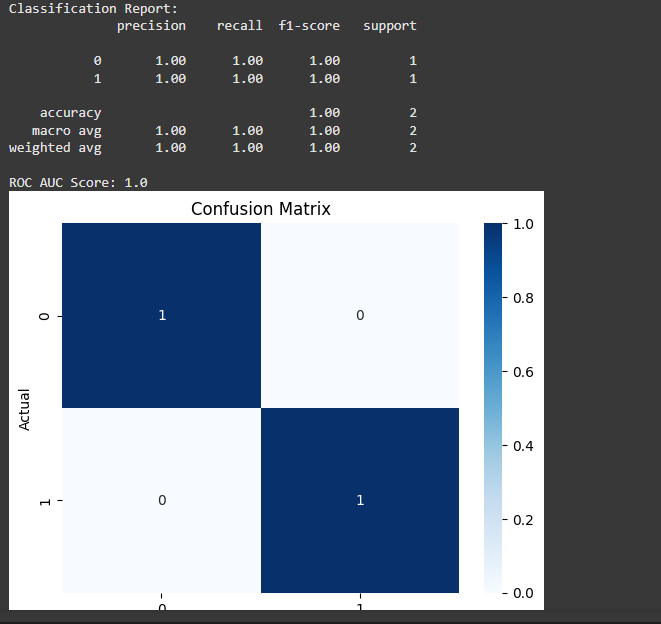 Classification Report:
precision recall f1-score support
0 1.00 1.00 1.00 1
1 1.00 1.00 1.00 1
accuracy 1.00 2
macro avg 1.00 1.00 1.00 2
weighted avg 1.00 1.00 1.00 2
ROC AUC Score: 1.0
Confusion Matrix
1.0
0.8
0.6
0.4
0.2
0.0
Actual
0 1 0
1 0 1
0 1